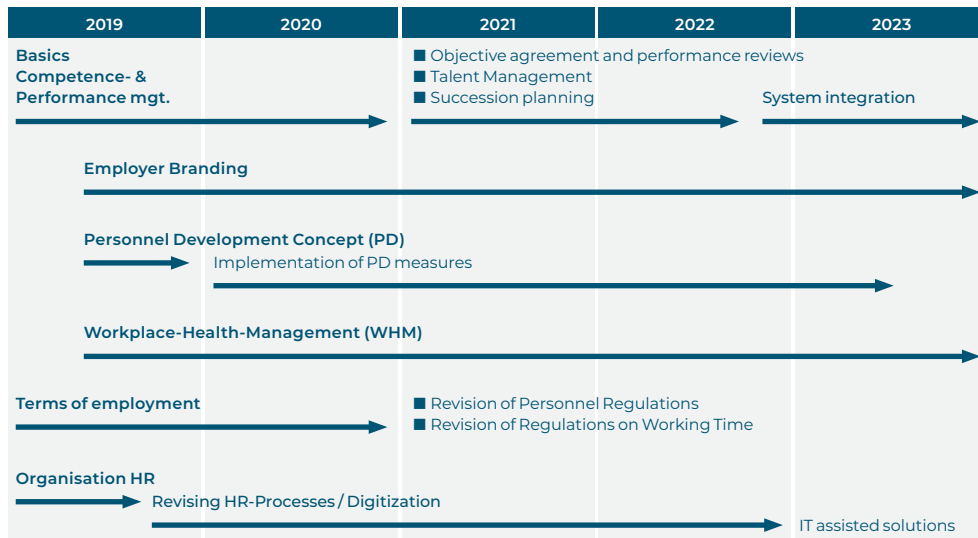 2019 2020 2021 2022 2023
Basics
Competence- &
Performance mgt.
■ Objective agreement and performance reviews
■ Talent Management
■ Succession planning
System integration
Employer Branding
Personnel Development Concept (PD)
Implementation of PD measures
Workplace-Health-Management (WHM)
Terms of employment
■ Revision of Personnel Regulations
■ Revision of Regulations on Working Time
Organisation HR
Revising HR-Processes / Digitization
IT assisted solutions